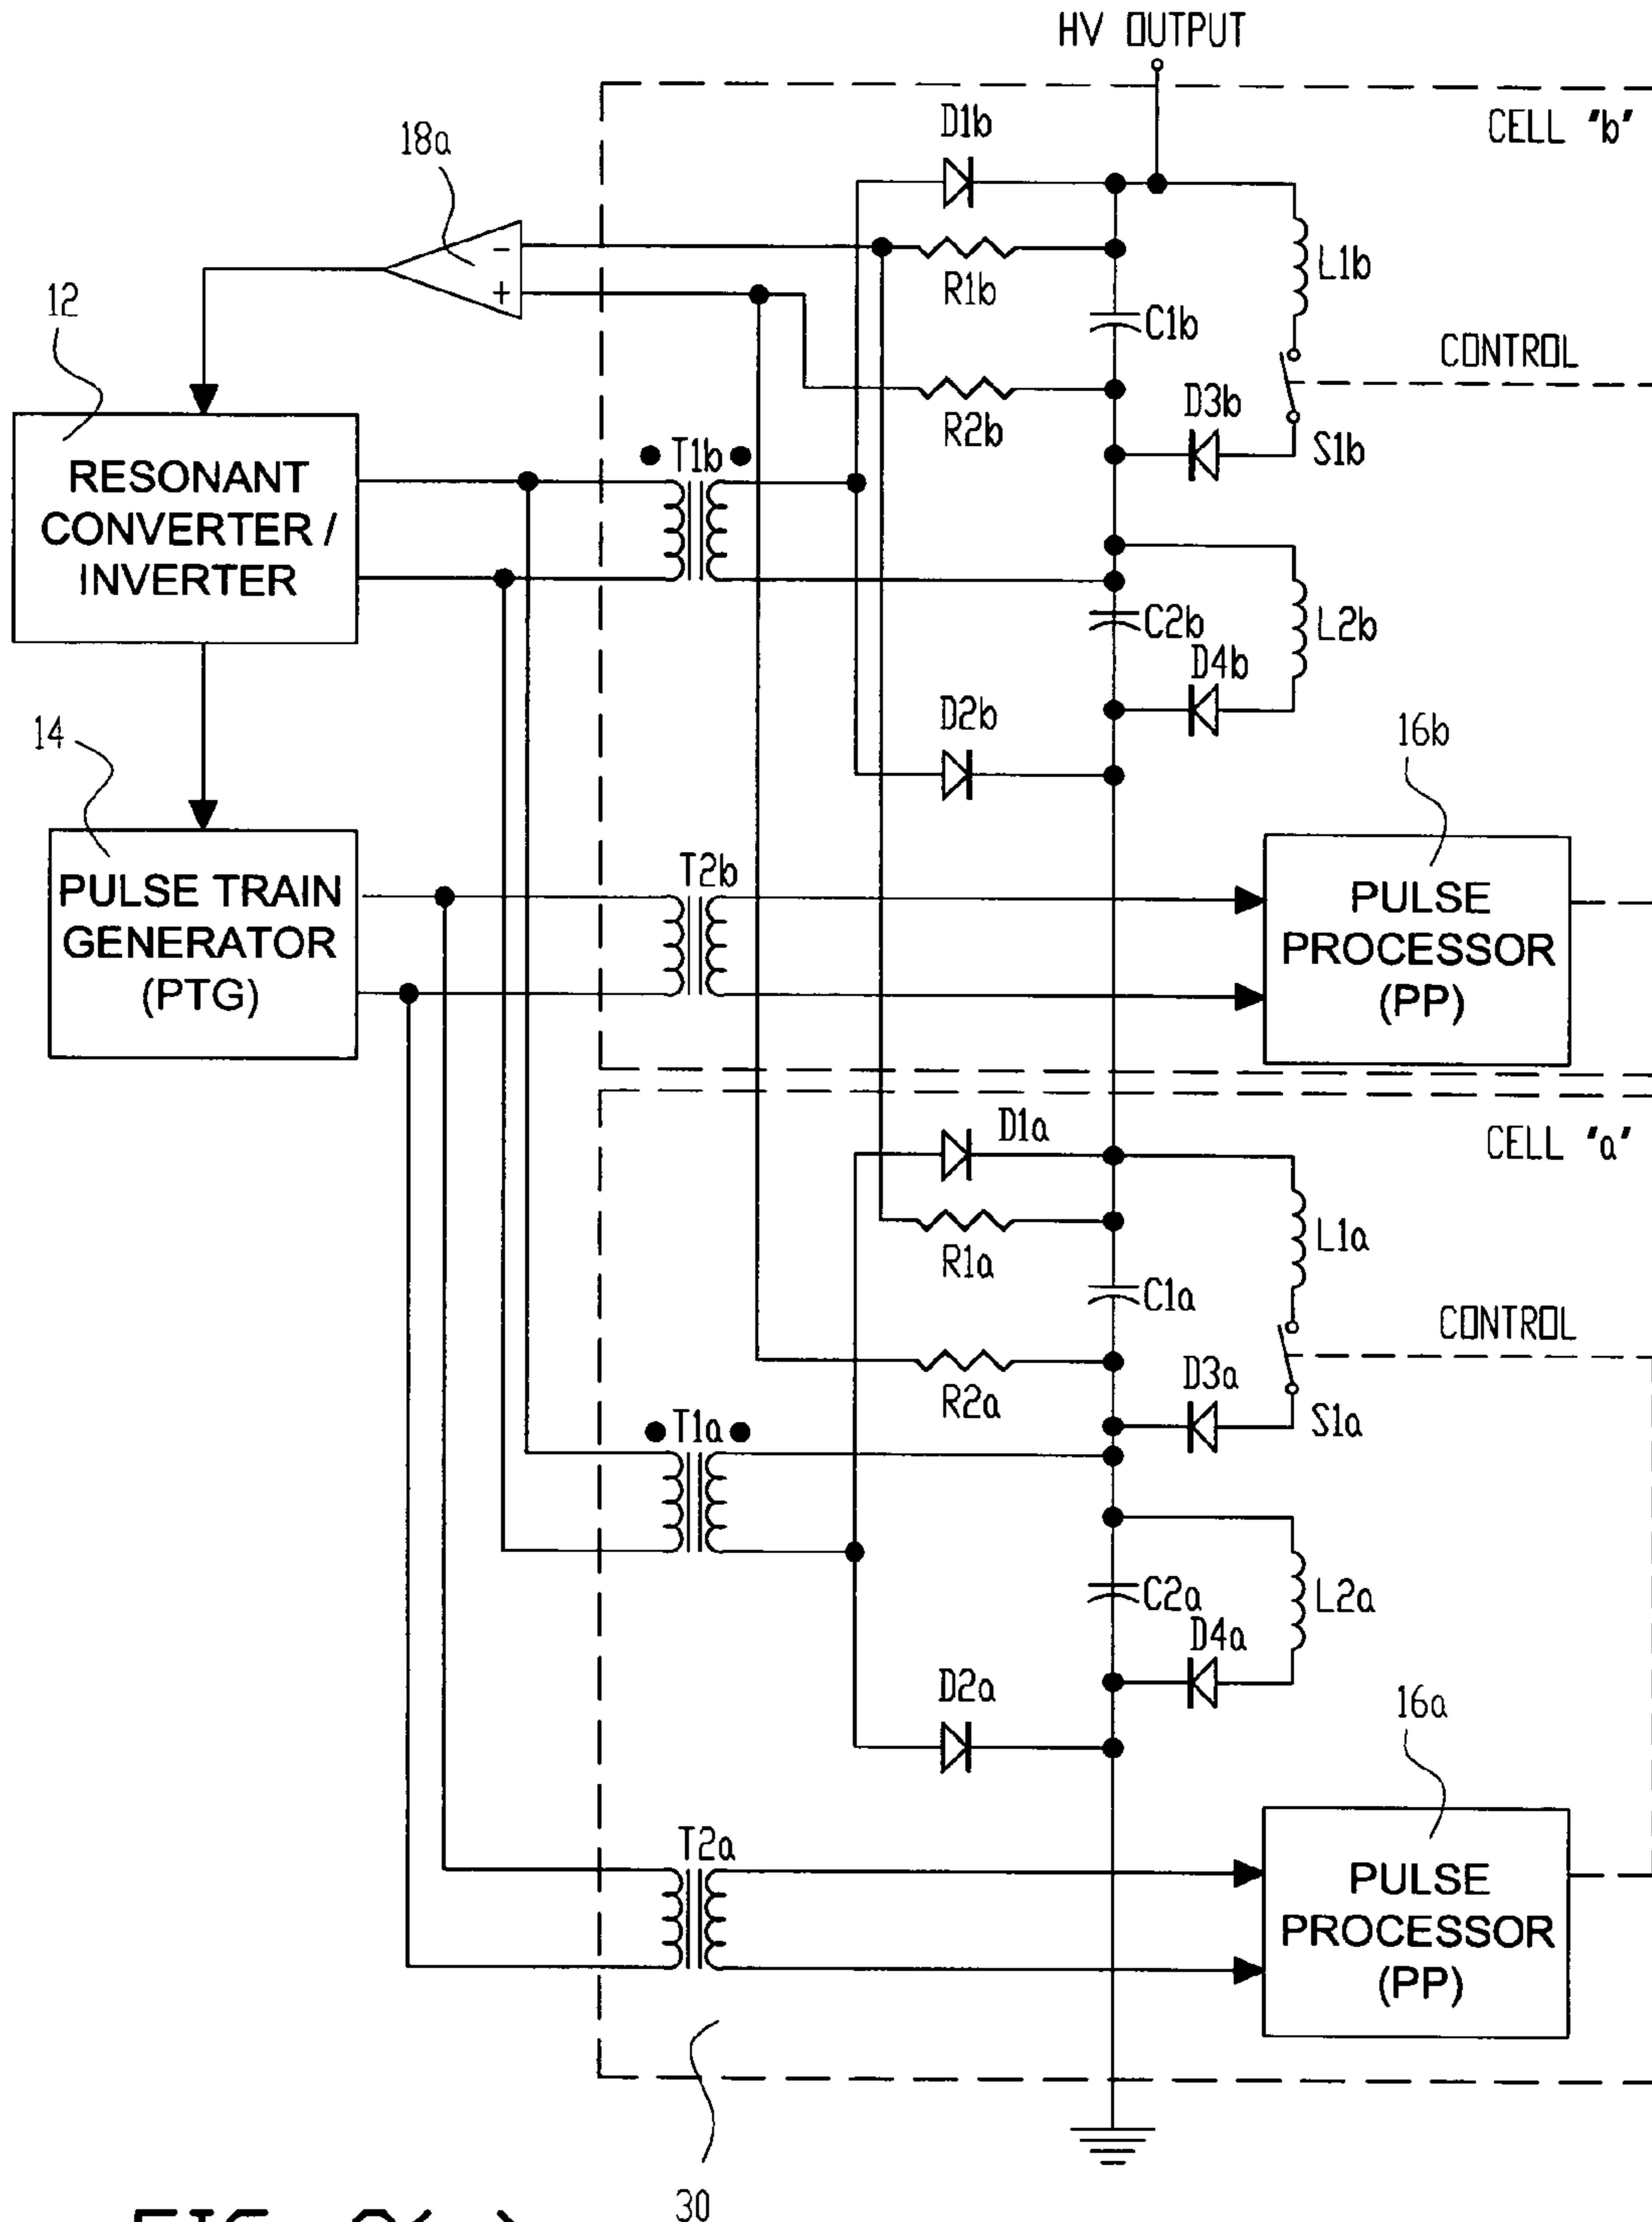 HV OUTPUT
CELL "b"
D1b
18a
L1b
R1b
12
C1b
CONTROL
R2b
D3b
S1b
T1b
RESONANT
CONVERTER /
INVERTER
C2b
L2b
D4b
D2b
14
16b
T2b
PULSE TRAIN
GENERATOR
(PTG)
PULSE
PROCESSOR
(PP)
D1a
CELL "a"
L1a
R1a
C1a
CONTROL
D3a
R2a
S1a
T1a
C2a
L2a
D4a
D2a
16a
T2a
PULSE
PROCESSOR
(PP)
30